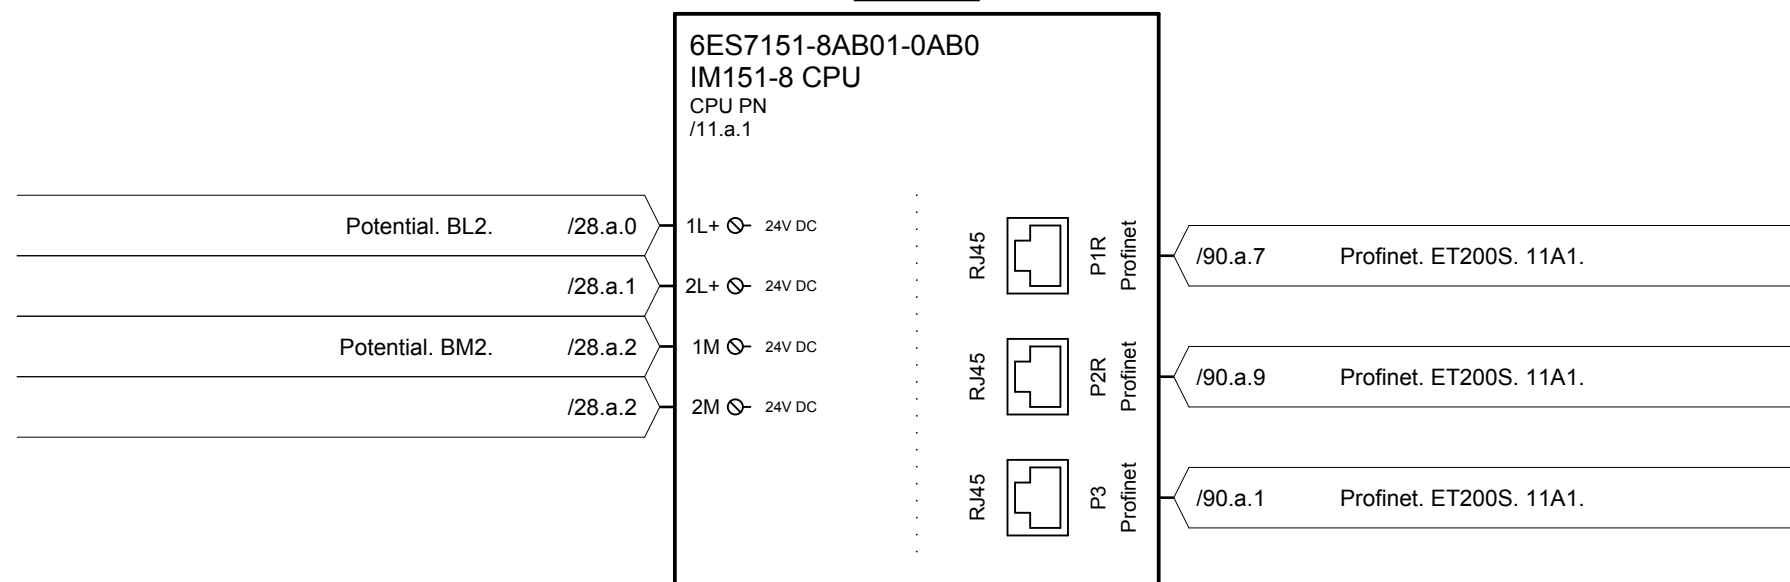 6ES7151-8AB01-0AB0
IM151-8 CPU
CPU PN
/11.a.1
Potential. BL2. /28.a.0 1L+ 24V DC
/28.a.1 2L+ 24V DC
Potential. BM2. /28.a.2 1M 24V DC
/28.a.2 2M 24V DC
RJ45 P1R Profinet /90.a.7 Profinet. ET200S. 11A1.
RJ45 P2R Profinet /90.a.9 Profinet. ET200S. 11A1.
RJ45 P3 Profinet /90.a.1 Profinet. ET200S. 11A1.